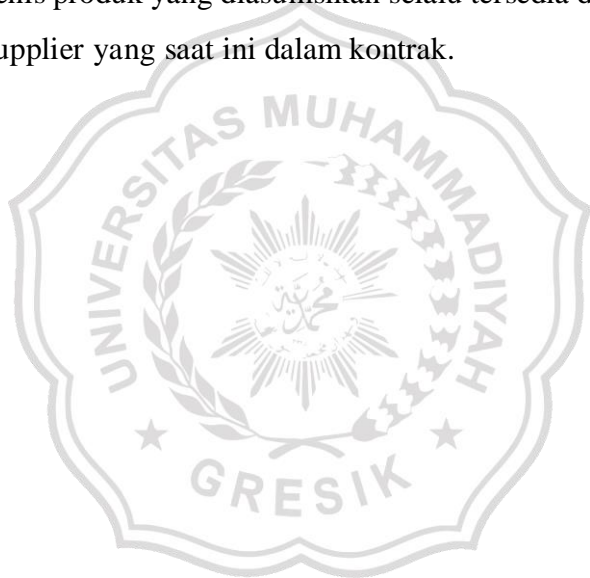 enis produk yang diasumsikan selalu tersedia d
upplier yang saat ini dalam kontrak.
UNIVERSITAS MUHAMMADIYAH
GRESIK